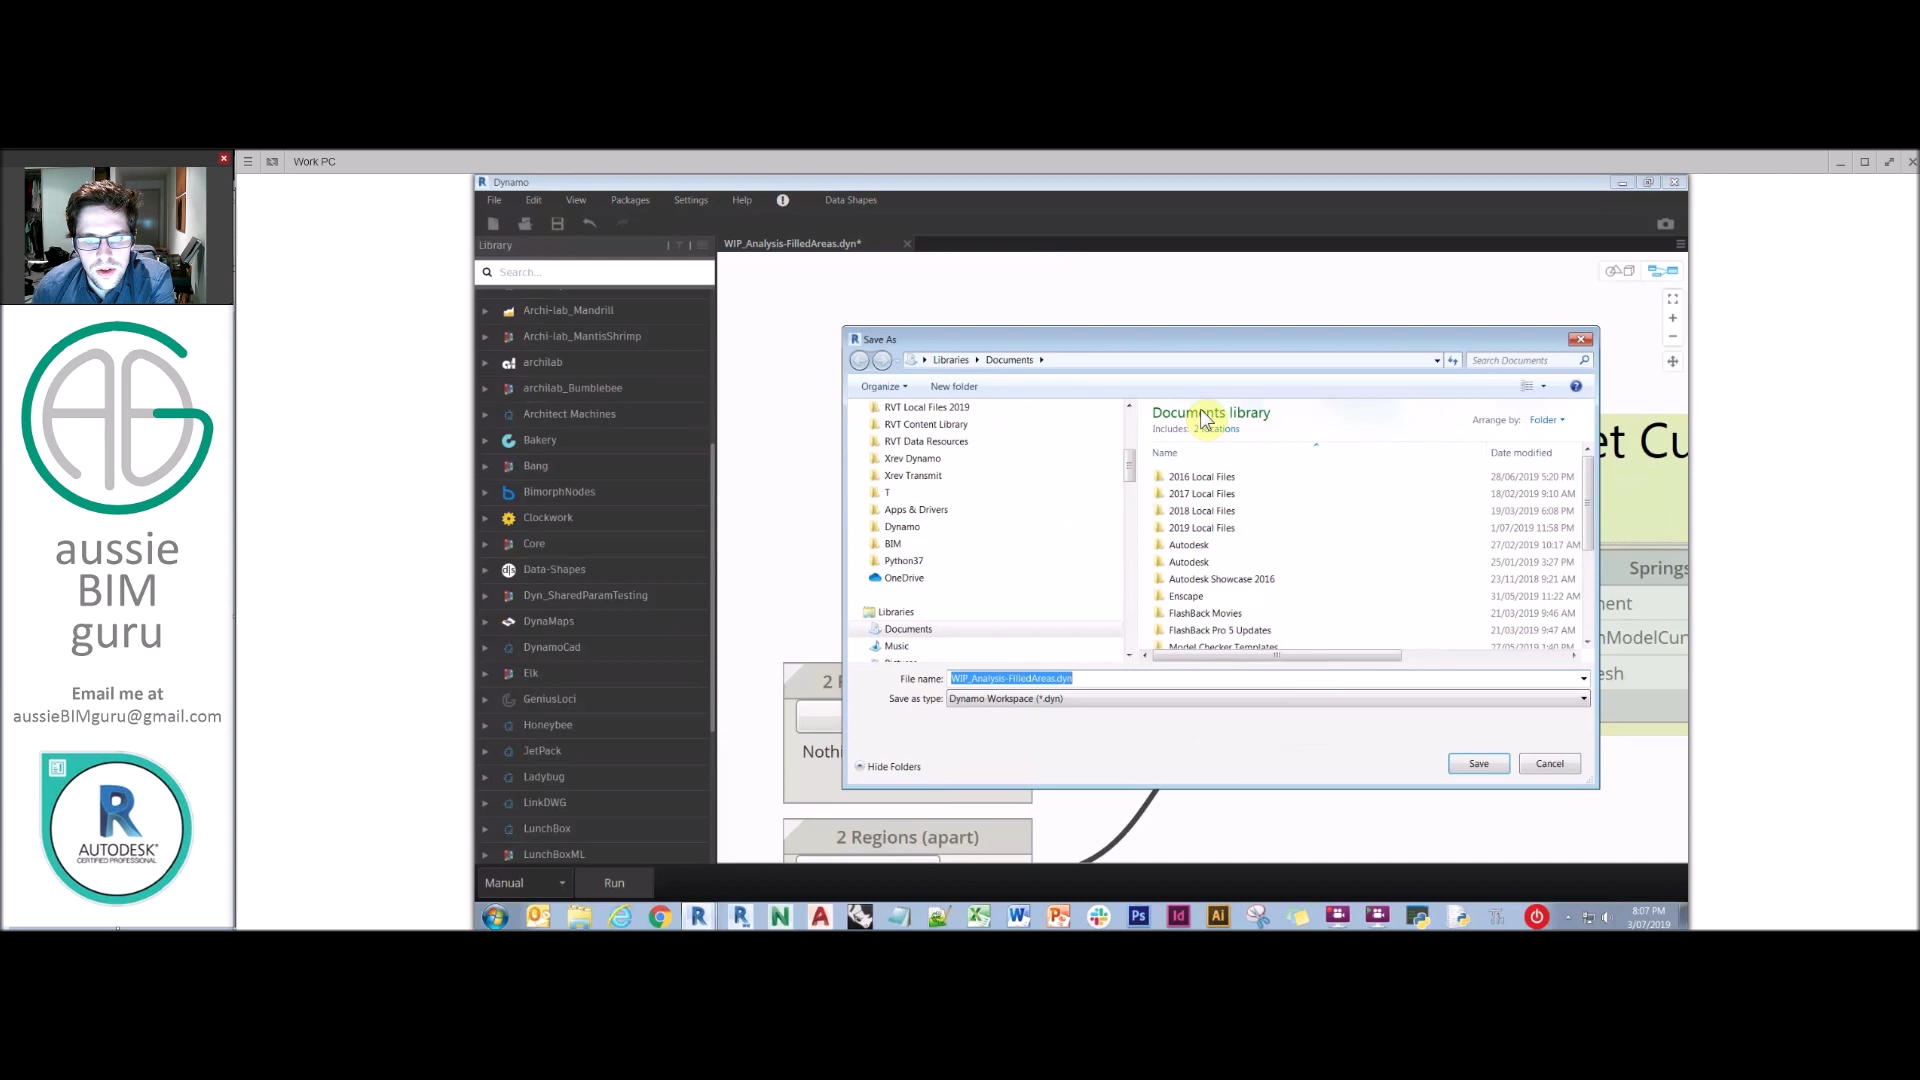 Work PC
Dynamo
File Edit View Packages Settings Help Data Shapes
Library
WIP_Analysis-FilledAreas.dyn*
Search...
Archi-lab_Mandrill
Archi-lab_MantisShrimp
archilab
archilab_Bumblebee
Architect Machines
Bakery
Bang
BimorphNodes
Clockwork
Core
Data-Shapes
Dyn_SharedParamTesting
DynaMaps
DynamoCad
Elk
GeniusLoci
Honeybee
JetPack
Ladybug
LinkDWG
LunchBox
LunchBoxML
Manual
Run
Save As
Libraries Documents
Search Documents
Organize
New folder
RVT Local Files 2019
RVT Content Library
RVT Data Resources
Xrev Dynamo
Xrev Transmit
T
Apps & Drivers
Dynamo
BIM
Python37
OneDrive
Libraries
Documents
Music
Documents library
Includes: 2 locations
Arrange by: Folder
Name Date modified
2016 Local Files 28/06/2019 5:20 PM
2017 Local Files 18/02/2019 9:10 AM
2018 Local Files 19/03/2019 6:08 PM
2019 Local Files 1/07/2019 11:58 PM
Autodesk 27/02/2019 10:17 AM
Autodesk 25/01/2019 3:27 PM
Autodesk Showcase 2016 23/11/2018 9:21 AM
Enscape 31/05/2019 11:22 AM
FlashBack Movies 21/03/2019 9:46 AM
FlashBack Pro 5 Updates 21/03/2019 9:47 AM
Model Checker Templates 27/05/2019 1:40 PM
File name: WIP_Analysis-FilledAreas.dyn
Save as type: Dynamo Workspace (*.dyn)
Hide Folders
Save
Cancel
et Cu
Springs
ment
nModelCur
esh
2 
Nothi
2 Regions (apart)
8:07 PM
3/07/2019
AG
aussie
BIM
guru
Email me at
aussieBIMguru@gmail.com
R
AUTODESK
CERTIFIED PROFESSIONAL